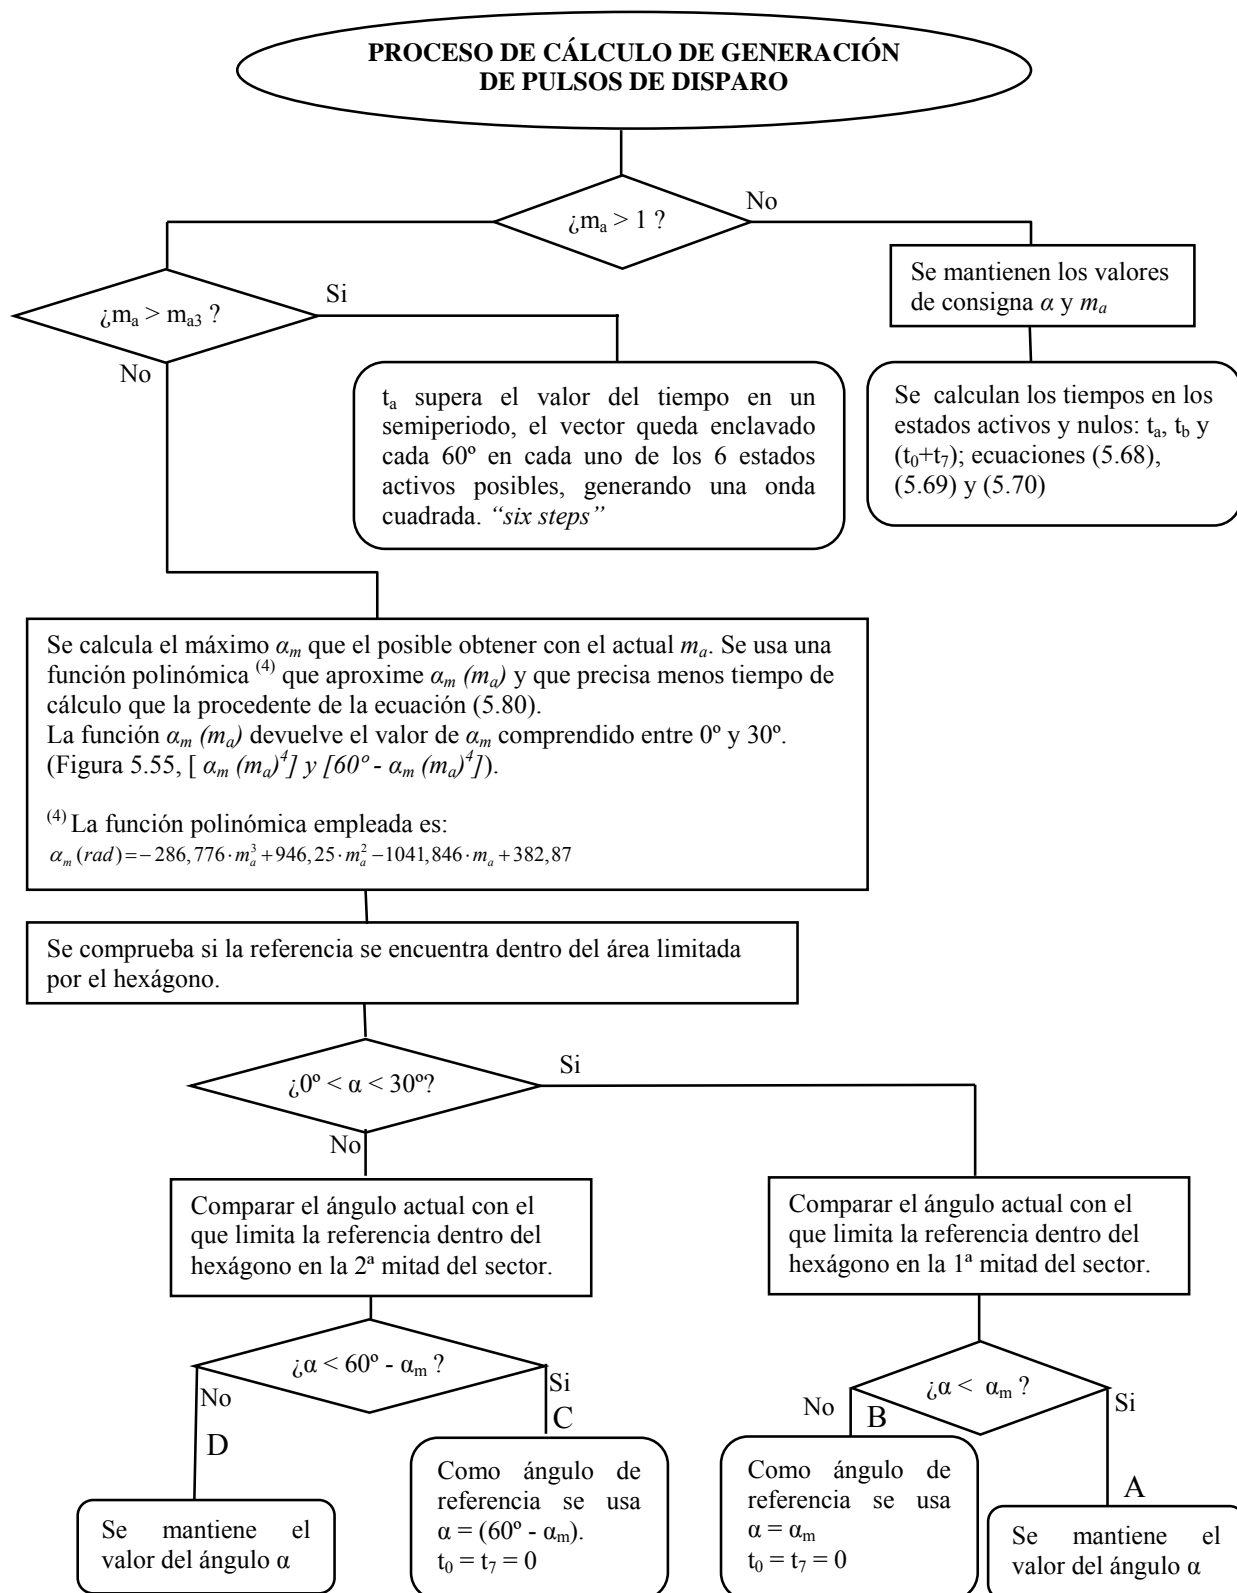 PROCESO DE CÁLCULO DE GENERACIÓN
DE PULSOS DE DISPARO
¿mₐ > 1 ?
No
Se mantienen los valores
de consigna α y mₐ
¿mₐ > mₐ₃ ?
Si
No
tₐ supera el valor del tiempo en un
semiperiodo, el vector queda enclavado
cada 60º en cada uno de los 6 estados
activos posibles, generando una onda
cuadrada. “six steps”
Se calculan los tiempos en los
estados activos y nulos: tₐ, t_b y
(t₀+t₇); ecuaciones (5.68),
(5.69) y (5.70)
Se calcula el máximo αₘ que el posible obtener con el actual mₐ. Se usa una
función polinómica ⁽⁴⁾ que aproxime αₘ (mₐ) y que precisa menos tiempo de
cálculo que la procedente de la ecuación (5.80).
La función αₘ (mₐ) devuelve el valor de αₘ comprendido entre 0º y 30º.
(Figura 5.55, [ αₘ (mₐ)⁴] y [60º - αₘ (mₐ)⁴]).
⁽⁴⁾ La función polinómica empleada es:
αₘ (rad) = −286,776·mₐ³ + 946,25·mₐ² −1041,846·mₐ + 382,87
Se comprueba si la referencia se encuentra dentro del área limitada
por el hexágono.
¿0º < α < 30º?
Si
No
Comparar el ángulo actual con el
que limita la referencia dentro del
hexágono en la 2ª mitad del sector.
Comparar el ángulo actual con el
que limita la referencia dentro del
hexágono en la 1ª mitad del sector.
¿α < 60º - αₘ ?
No
Si
D
C
¿α < αₘ ?
No
Si
B
A
Se mantiene el
valor del ángulo α
Como ángulo de
referencia se usa
α = (60º - αₘ).
t₀ = t₇ = 0
Como ángulo de
referencia se usa
α = αₘ
t₀ = t₇ = 0
Se mantiene el
valor del ángulo α